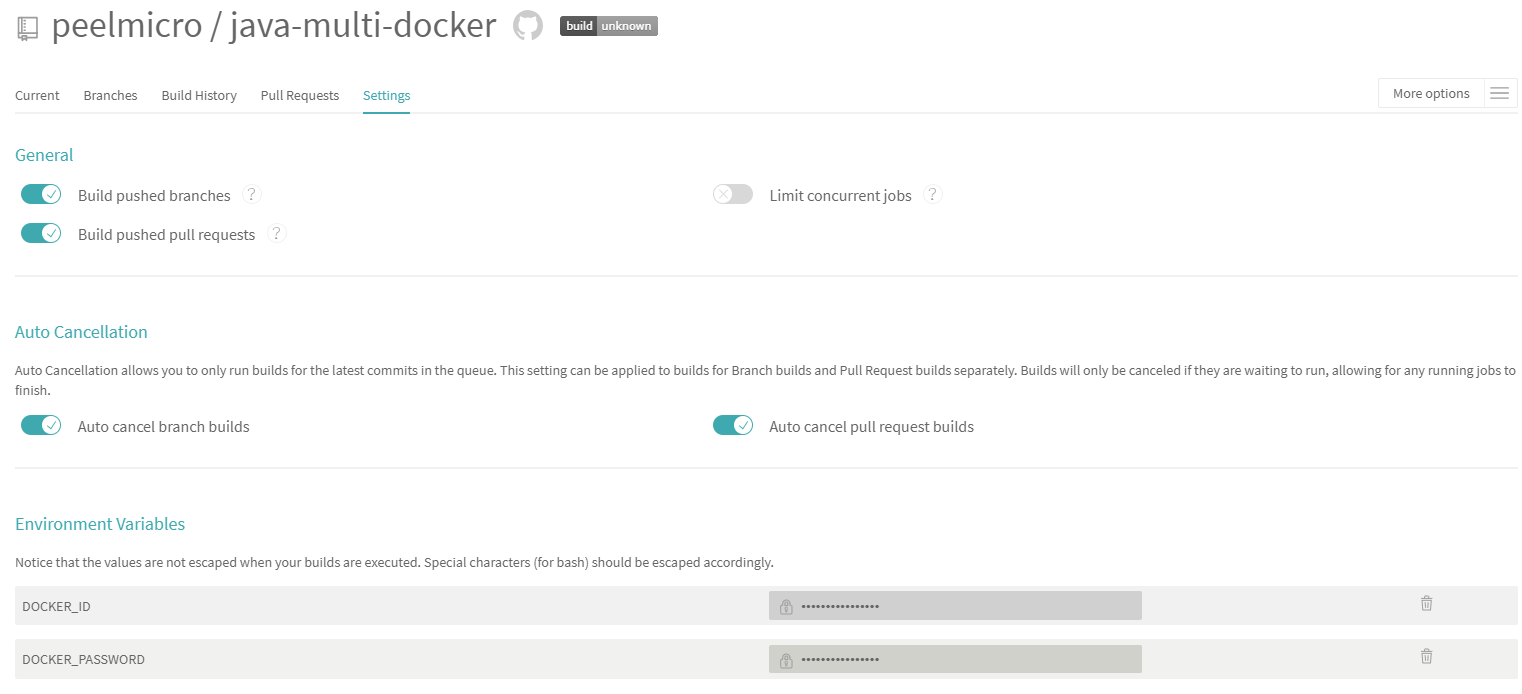 peelmicro / java-multi-docker build unknown
Current Branches Build History Pull Requests Settings More options
General
Build pushed branches ? Limit concurrent jobs ?
Build pushed pull requests ?
Auto Cancellation
Auto Cancellation allows you to only run builds for the latest commits in the queue. This setting can be applied to builds for Branch builds and Pull Request builds separately. Builds will only be canceled if they are waiting to run, allowing for any running jobs to
finish.
Auto cancel branch builds Auto cancel pull request builds
Environment Variables
Notice that the values are not escaped when your builds are executed. Special characters (for bash) should be escaped accordingly.
DOCKER_ID ••••••••••••••••
DOCKER_PASSWORD ••••••••••••••••